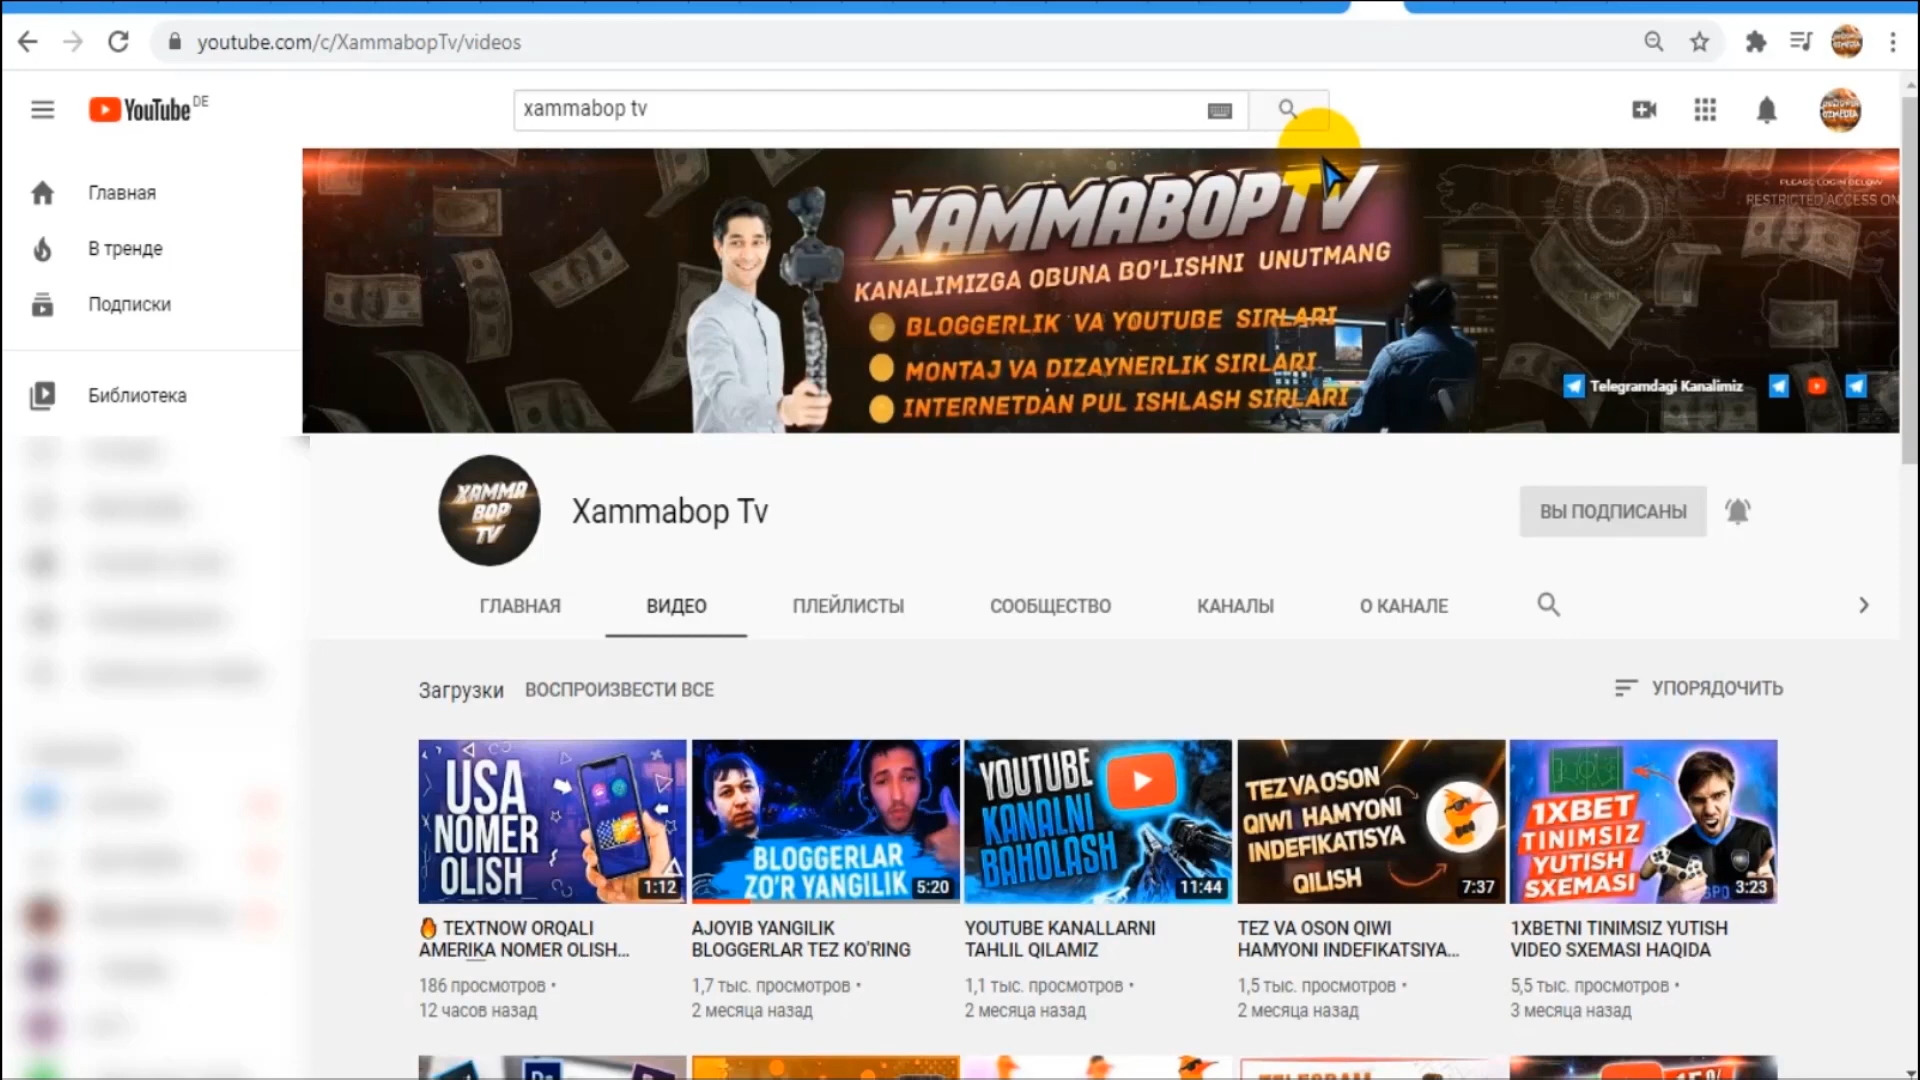 youtube.com/c/XammabopTv/videos
YouTube DE
xammabop tv
Главная
В тренде
Подписки
Библиотека
XAMMABOPTV
KANALIMIZGA OBUNA BO'LISHNI UNUTMANG
BLOGGERLIK VA YOUTUBE SIRLARI
MONTAJ VA DIZAYNERLIK SIRLARI
INTERNETDAN PUL ISHLASH SIRLARI
PLEASE LOGIN BELOW
RESTRICTED ACCESS ON
Telegramdagi Kanalimiz
XAMMA
BOP
TV
Xammabop Tv
ВЫ ПОДПИСАНЫ
ГЛАВНАЯ
ВИДЕО
ПЛЕЙЛИСТЫ
СООБЩЕСТВО
КАНАЛЫ
О КАНАЛЕ
Загрузки
ВОСПРОИЗВЕСТИ ВСЕ
УПОРЯДОЧИТЬ
USA
NOMER
OLISH
1:12
BLOGGERLAR
ZO'R YANGILIK
5:20
YOUTUBE
KANALNI
BAHOLASH
11:44
TEZ VA OSON
QIWI HAMYONI
INDEFIKATISYA
QILISH
7:37
1XBET
TINIMSIZ
YUTISH
SXEMASI
3:23
TEXTNOW ORQALI
AMERIKA NOMER OLISH...
186 просмотров •
12 часов назад
AJOYIB YANGILIK
BLOGGERLAR TEZ KO'RING
1,7 тыс. просмотров •
2 месяца назад
YOUTUBE KANALLARNI
TAHLIL QILAMIZ
1,1 тыс. просмотров •
2 месяца назад
TEZ VA OSON QIWI
HAMYONI INDEFIKATSIYA...
1,5 тыс. просмотров •
2 месяца назад
1XBETNI TINIMSIZ YUTISH
VIDEO SXEMASI HAQIDA
5,5 тыс. просмотров •
3 месяца назад